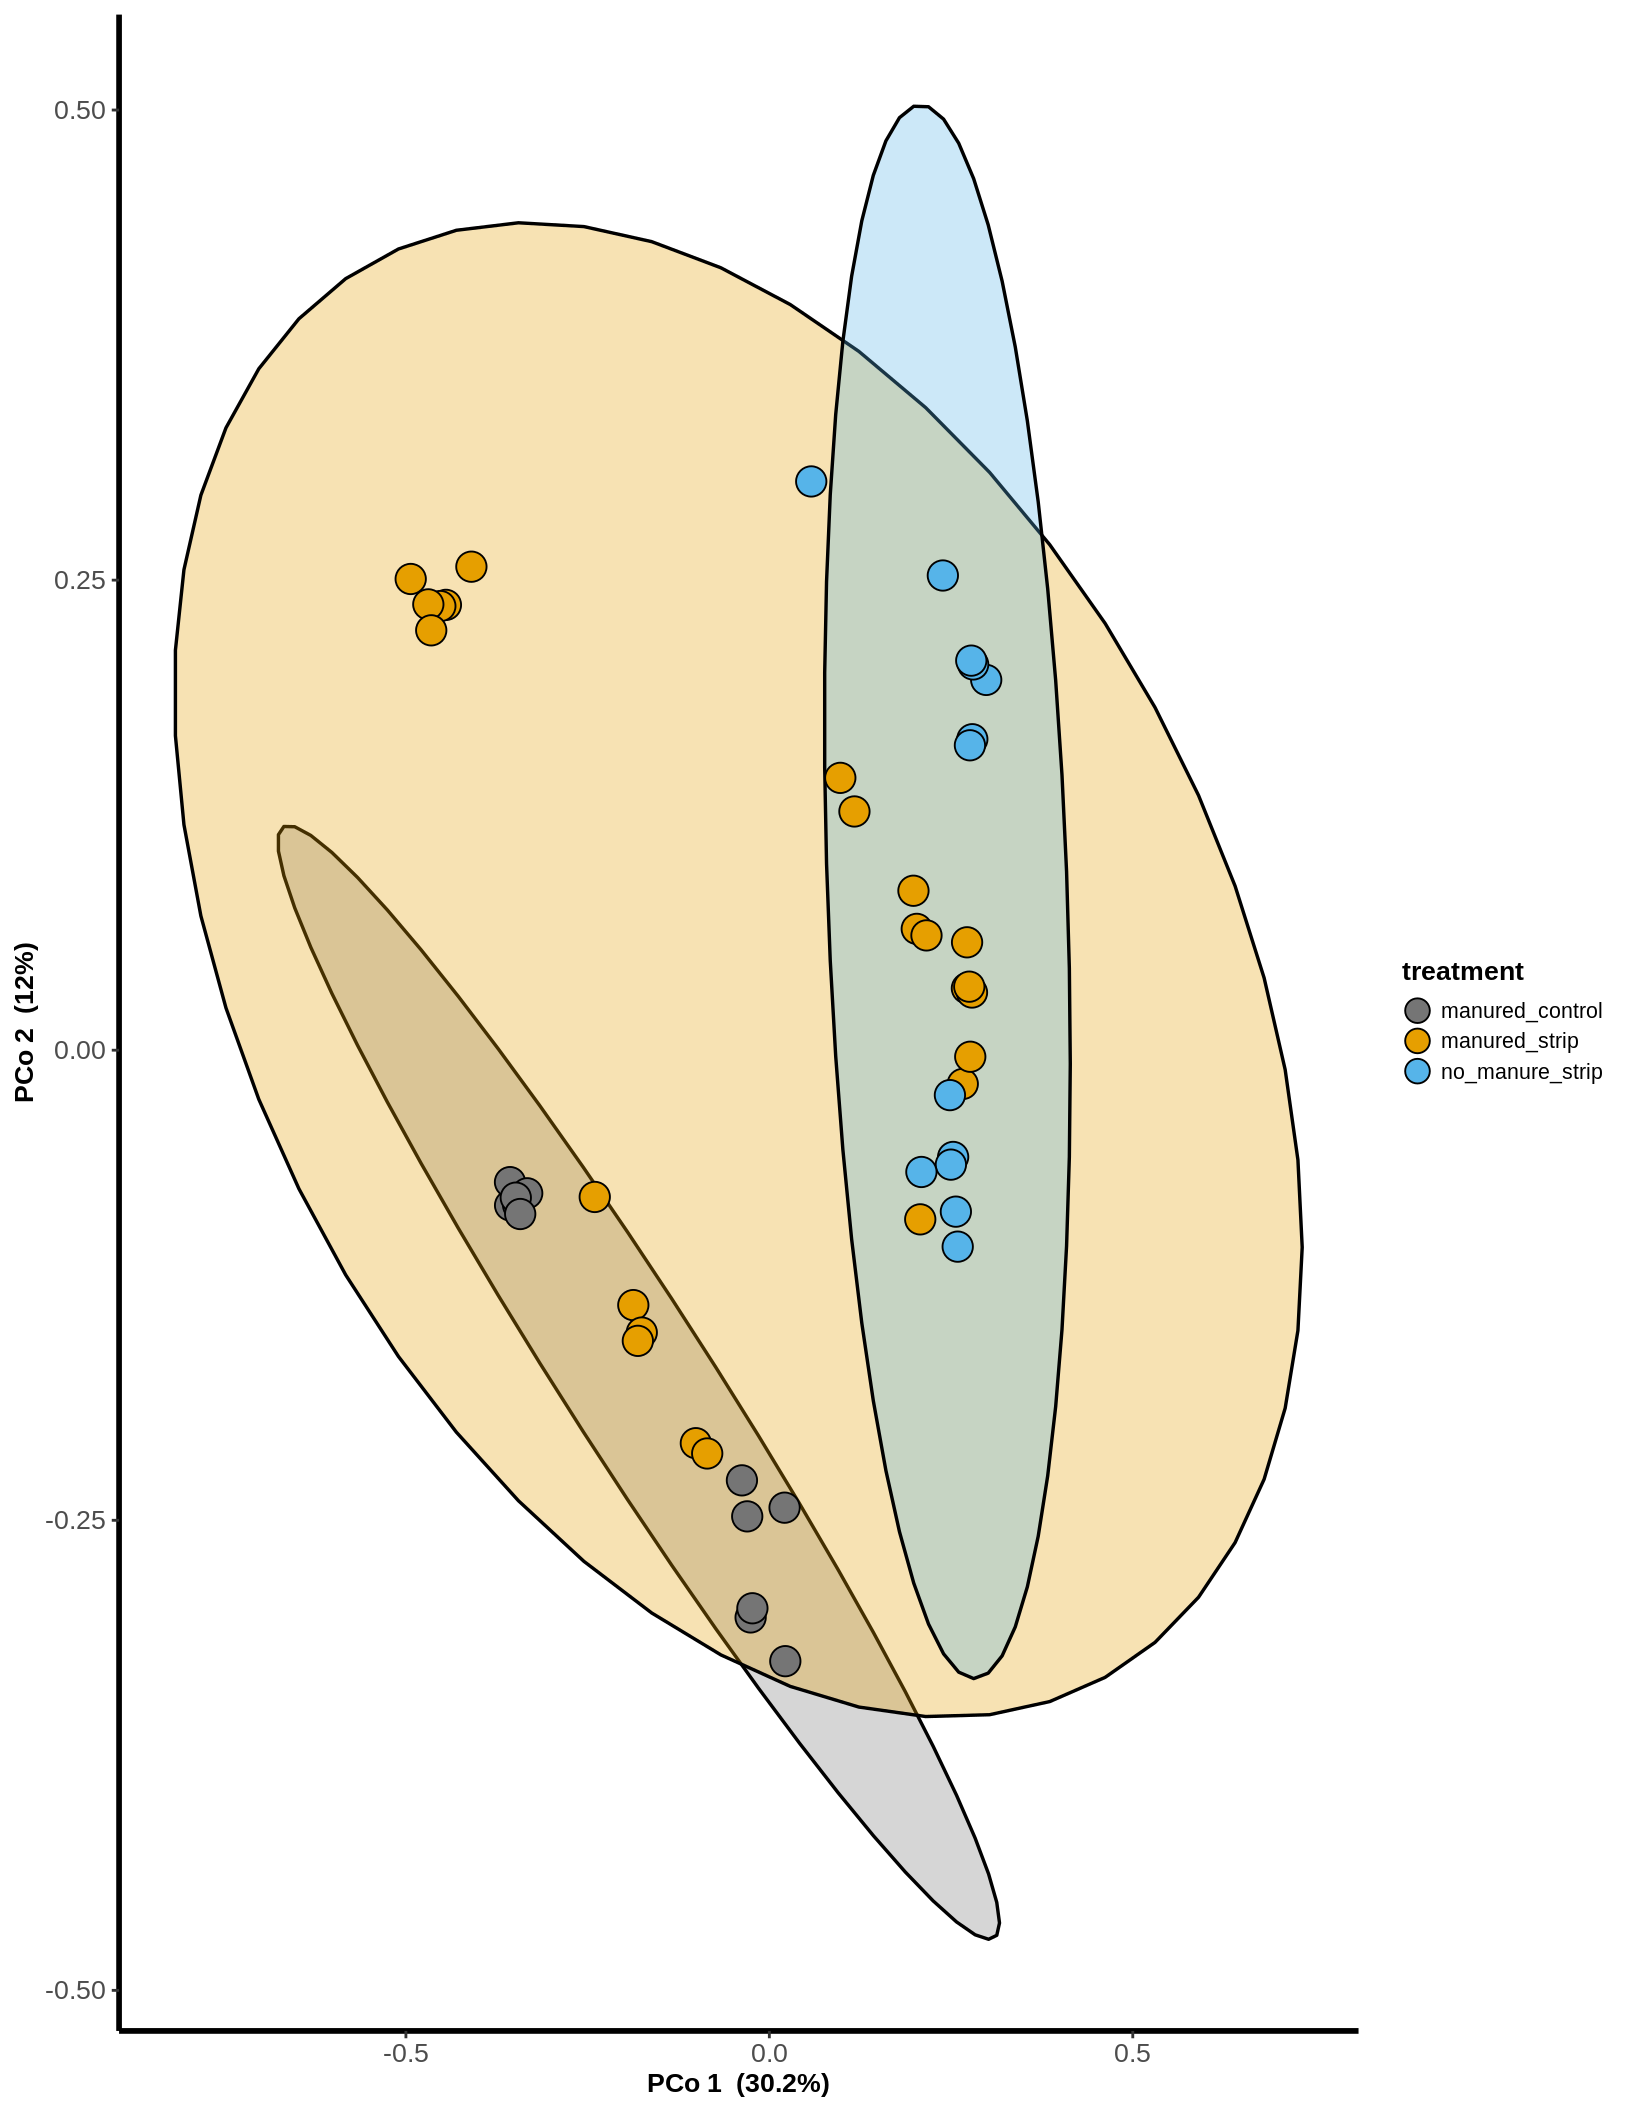 0.50
0.25
0.00
-0.25
-0.50
PCo 2 (12%)
-0.5 0.0 0.5
PCo 1 (30.2%)
treatment
manured_control
manured_strip
no_manure_strip